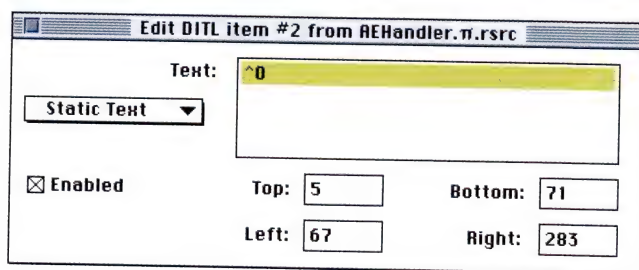 Edit DITL item #2 from AEHandler.π.rsrc
Text: ^0
Static Text
Enabled
Top: 5 Bottom: 71
Left: 67 Right: 283